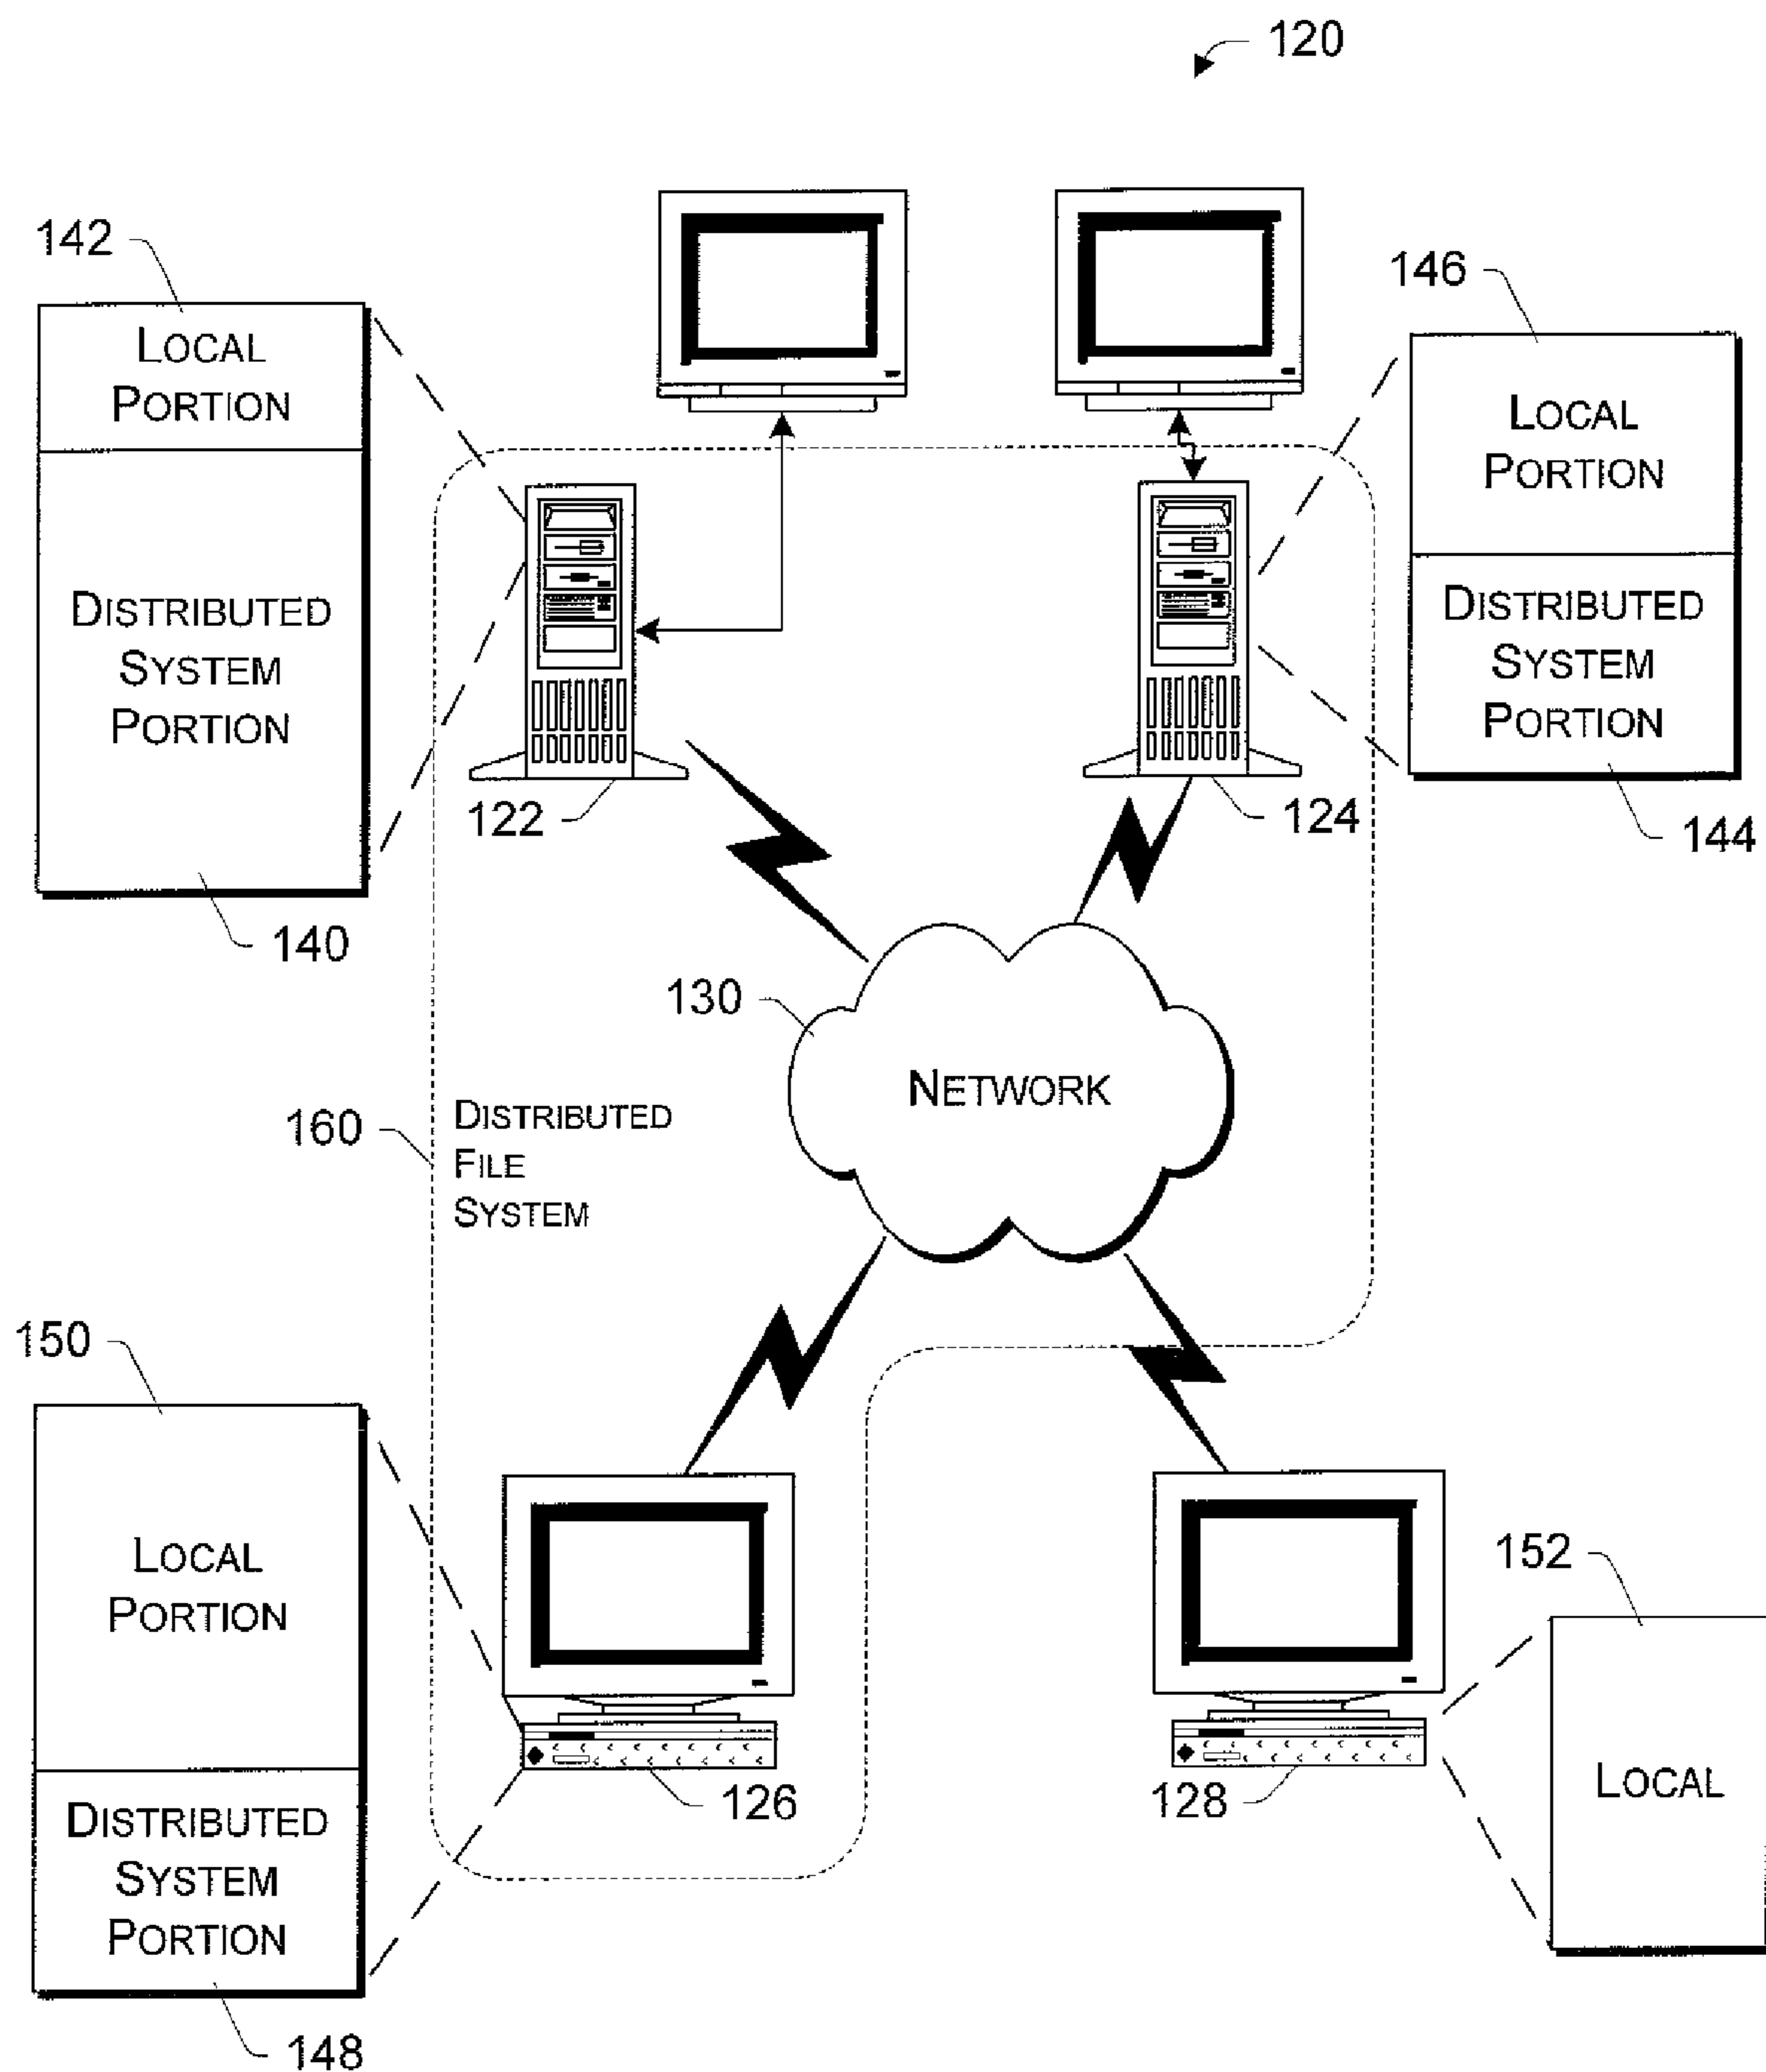 120
142
LOCAL
PORTION
DISTRIBUTED
SYSTEM
PORTION
140
146
LOCAL
PORTION
DISTRIBUTED
SYSTEM
PORTION
144
122
124
130
NETWORK
160
DISTRIBUTED
FILE
SYSTEM
150
LOCAL
PORTION
DISTRIBUTED
SYSTEM
PORTION
148
126
128
152
LOCAL